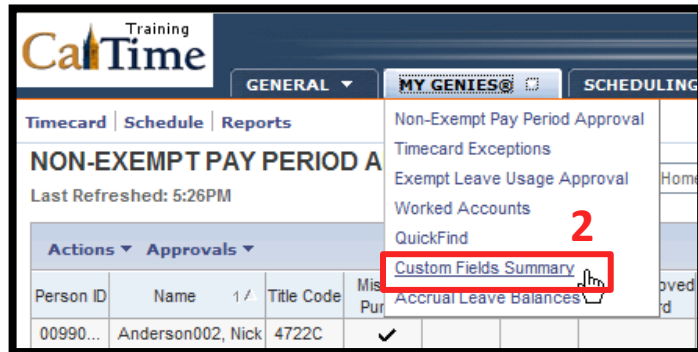 Training
CalTime
GENERAL ▼ MY GENIES® SCHEDULING
Timecard | Schedule | Reports
Non-Exempt Pay Period Approval
Timecard Exceptions
Exempt Leave Usage Approval
Worked Accounts
QuickFind
Custom Fields Summary
Accrual Leave Balances
2
NON-EXEMPT PAY PERIOD A
Home
Last Refreshed: 5:26PM
Actions ▼ Approvals ▼
Person ID Name 1 Title Code Mis Pun oved rd
00990... Anderson002, Nick 4722C ✓